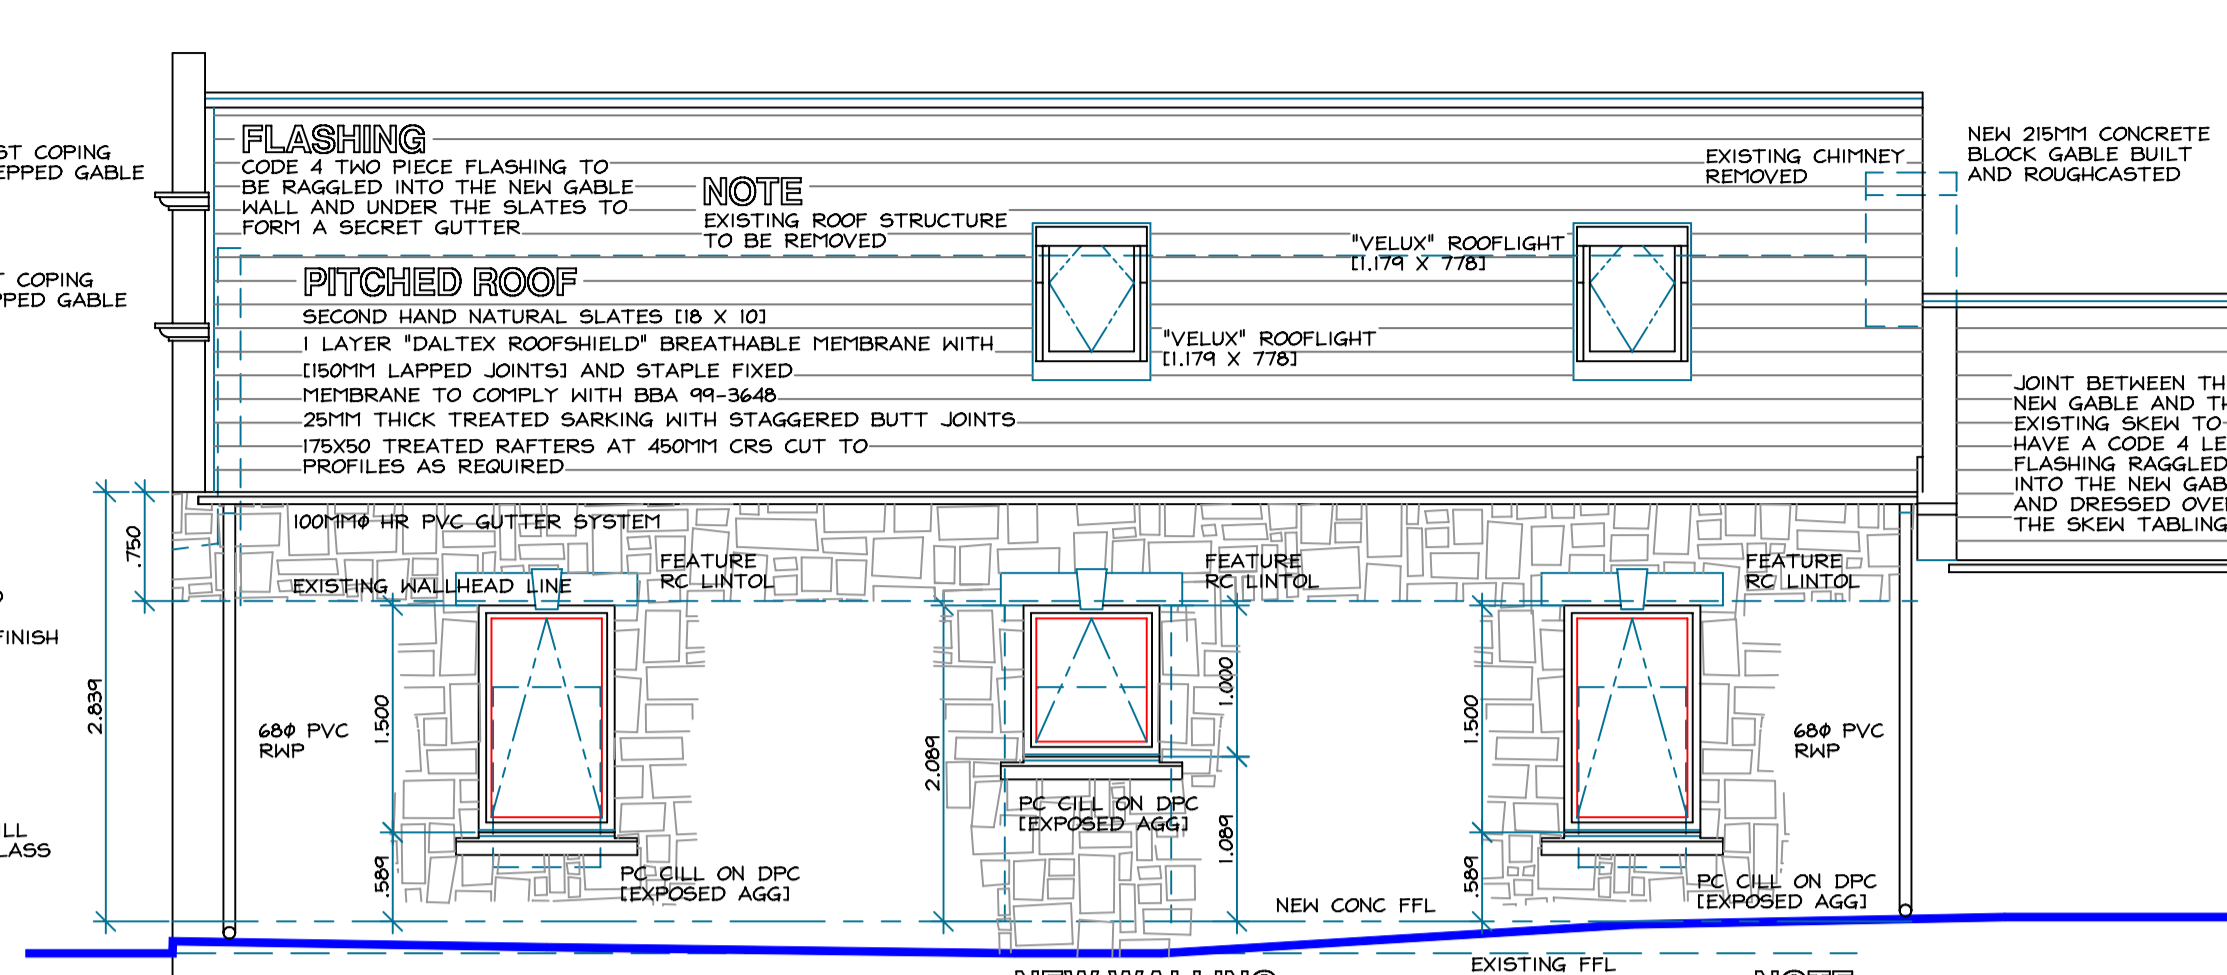 ST COPING
EPPED GABLE
T COPING
PPED GABLE
FINISH
ILL
LASS
FLASHING
CODE 4 TWO PIECE FLASHING TO
BE RAGGLED INTO THE NEW GABLE
WALL AND UNDER THE SLATES TO
FORM A SECRET GUTTER
NOTE
EXISTING ROOF STRUCTURE
TO BE REMOVED
PITCHED ROOF
SECOND HAND NATURAL SLATES [18 X 10]
1 LAYER "DALTEX ROOFSHIELD" BREATHABLE MEMBRANE WITH
[150MM LAPPED JOINTS] AND STAPLE FIXED
MEMBRANE TO COMPLY WITH BBA 99-3648
25MM THICK TREATED SARKING WITH STAGGERED BUTT JOINTS
175X50 TREATED RAFTERS AT 450MM CRS CUT TO
PROFILES AS REQUIRED
"VELUX" ROOFLIGHT
[1.179 X 778]
"VELUX" ROOFLIGHT
[1.179 X 778]
EXISTING CHIMNEY
REMOVED
NEW 215MM CONCRETE
BLOCK GABLE BUILT
AND ROUGHCASTED
JOINT BETWEEN TH
NEW GABLE AND TH
EXISTING SKEW TO
HAVE A CODE 4 LE
FLASHING RAGGLED
INTO THE NEW GAB
AND DRESSED OVE
THE SKEW TABLING
100MMϕ HR PVC GUTTER SYSTEM
EXISTING WALLHEAD LINE
FEATURE
RC LINTOL
FEATURE
RC LINTOL
FEATURE
RC LINTOL
.750
2.839
68ϕ PVC
RWP
1.500
.589
PC CILL ON DPC
[EXPOSED AGG]
2.089
1.000
1.089
PC CILL ON DPC
[EXPOSED AGG]
1.500
.589
68ϕ PVC
RWP
PC CILL ON DPC
[EXPOSED AGG]
NEW CONC FFL
EXISTING FFL
NEW WALLING
NOTE